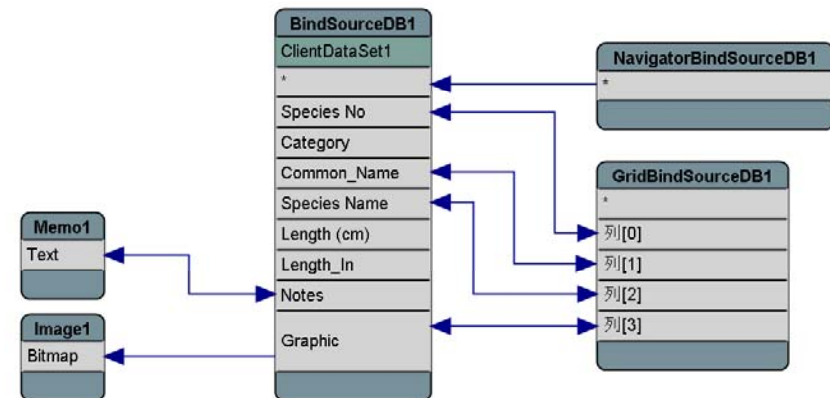 BindSourceDB1
ClientDataSet1
*
Species No
Category
Common_Name
Species Name
Length (cm)
Length_In
Notes
Graphic
NavigatorBindSourceDB1
*
GridBindSourceDB1
*
列[0]
列[1]
列[2]
列[3]
Memo1
Text
Image1
Bitmap